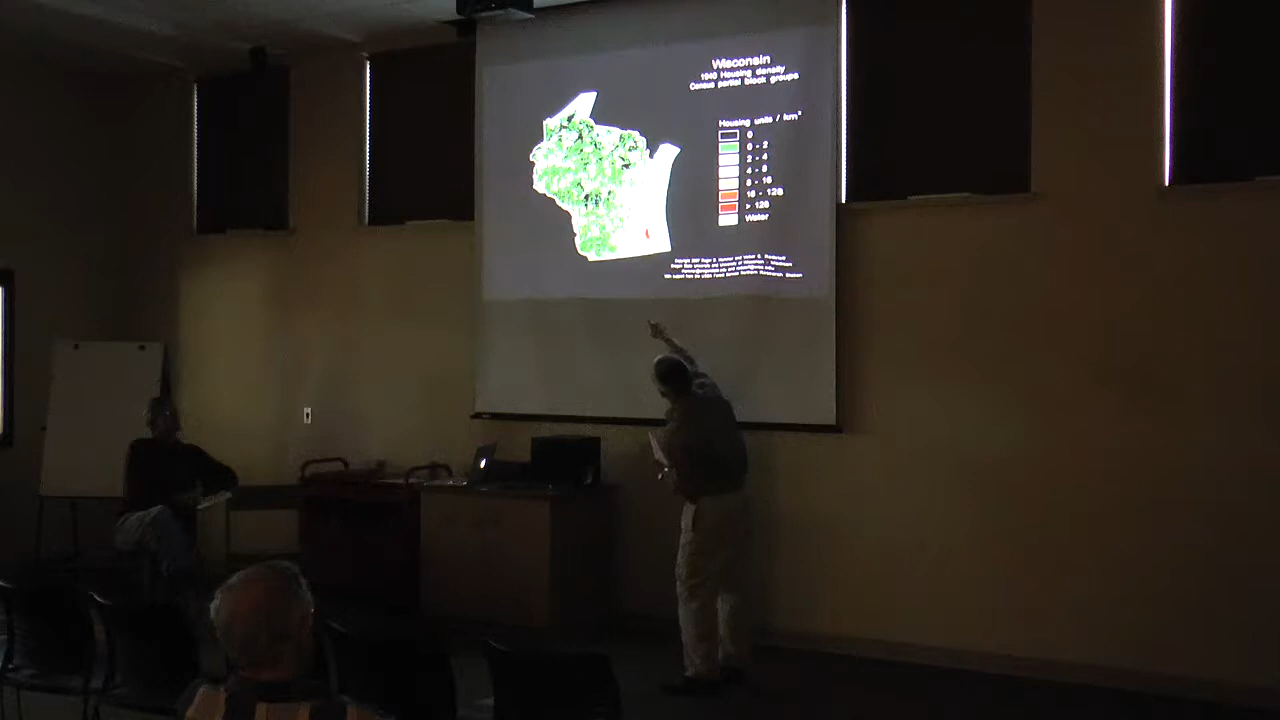 Wisconsin
1940 Housing density
Census partial block groups
Housing units / km²
0
0 - 2
2 - 4
4 - 8
8 - 16
16 - 128
> 128
Water